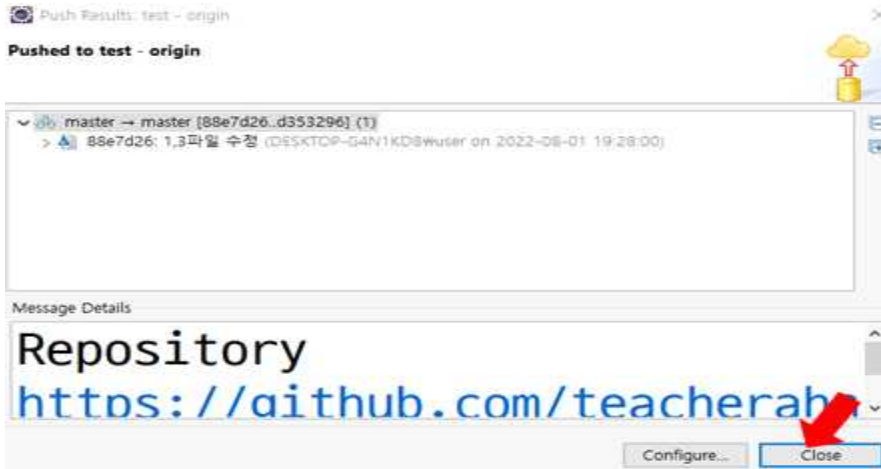 Push Results: test - origin
Pushed to test - origin
master → master [88e7d26..d353296] (1)
88e7d26: 1,3파일 수정 (DESKTOP-G4N1KD8₩user on 2022-08-01 19:28:00)
Message Details
Repository
https://github.com/teacherahn
Configure...
Close